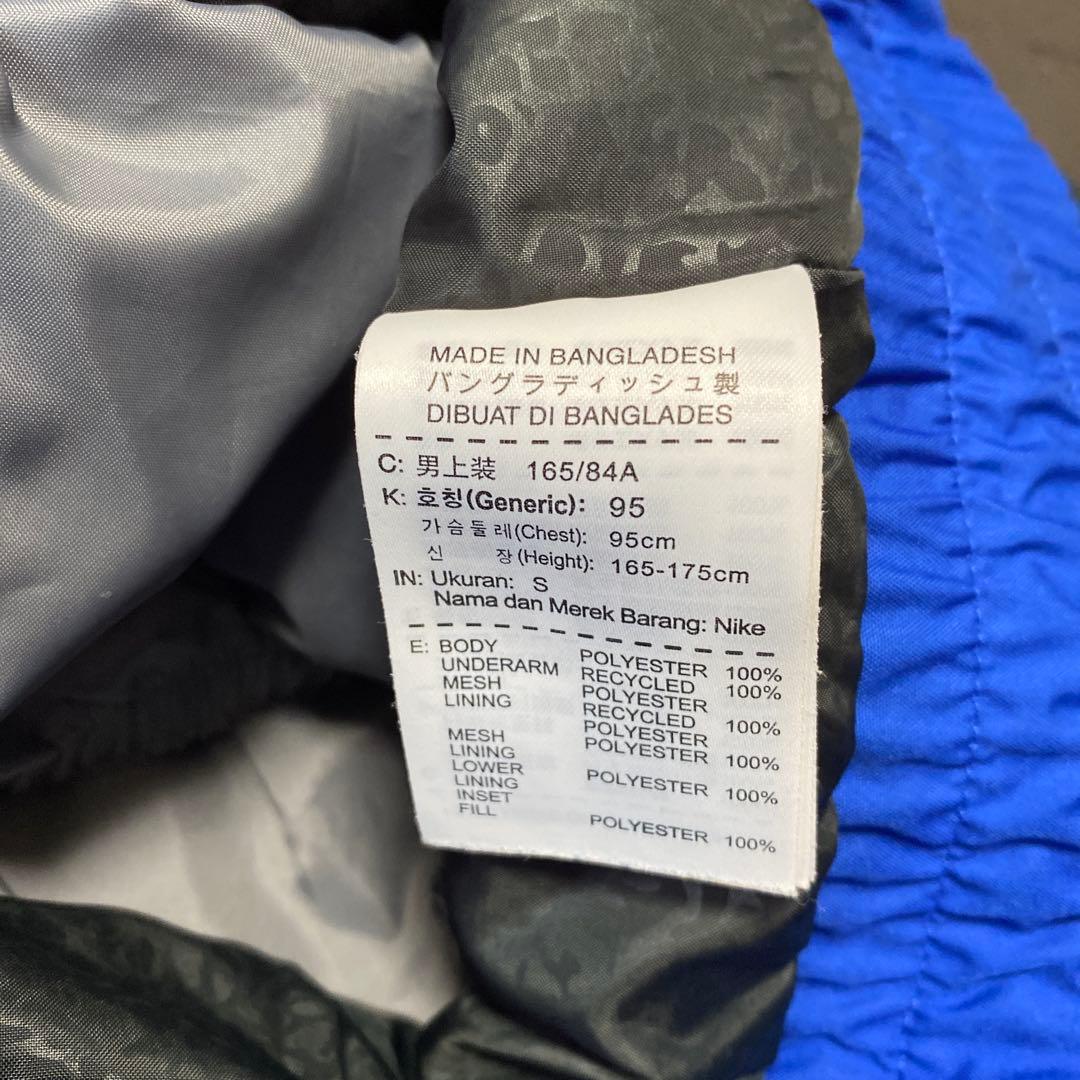 MADE IN BANGLADESH
バングラディッシュ製
DIBUAT DI BANGLADES
C: 男上装 165/84A
K: 호칭(Generic): 95
가슴둘레(Chest): 95cm
신 장(Height): 165-175cm
IN: Ukuran: S
Nama dan Merek Barang: Nike
E: BODY POLYESTER 100%
UNDERARM RECYCLED 100%
MESH POLYESTER
LINING RECYCLED 100%
POLYESTER
MESH POLYESTER 100%
LINING
LOWER POLYESTER 100%
LINING
INSET
FILL POLYESTER 100%